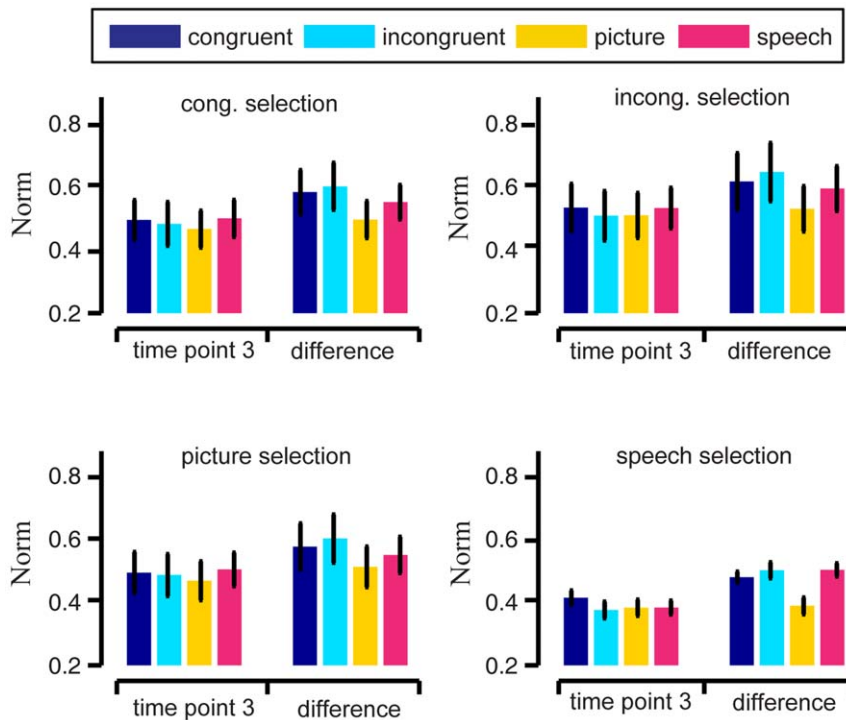 congruent incongruent picture speech
cong. selection
Norm
0.8
0.6
0.4
0.2
time point 3 difference
incong. selection
Norm
0.8
0.6
0.4
0.2
time point 3 difference
picture selection
Norm
0.8
0.6
0.4
0.2
time point 3 difference
speech selection
Norm
0.8
0.6
0.4
0.2
time point 3 difference